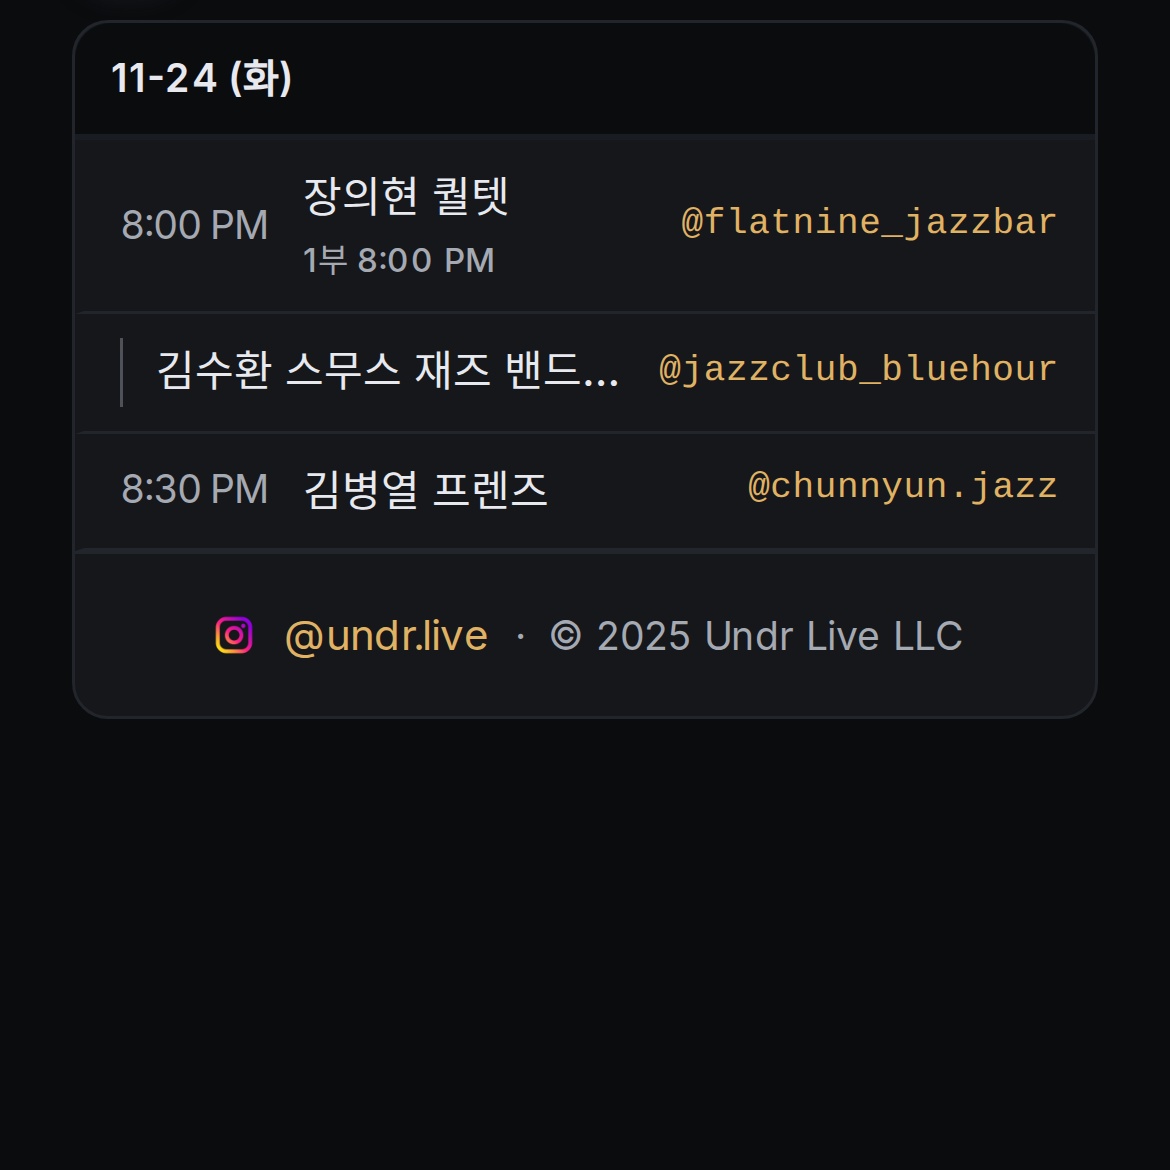 11-24 (화)
8:00 PM 장의현 퀄텟 @flatnine_jazzbar
1부 8:00 PM
김수환 스무스 재즈 밴드... @jazzclub_bluehour
8:30 PM 김병열 프렌즈 @chunnyun.jazz
@undr.live · © 2025 Undr Live LLC